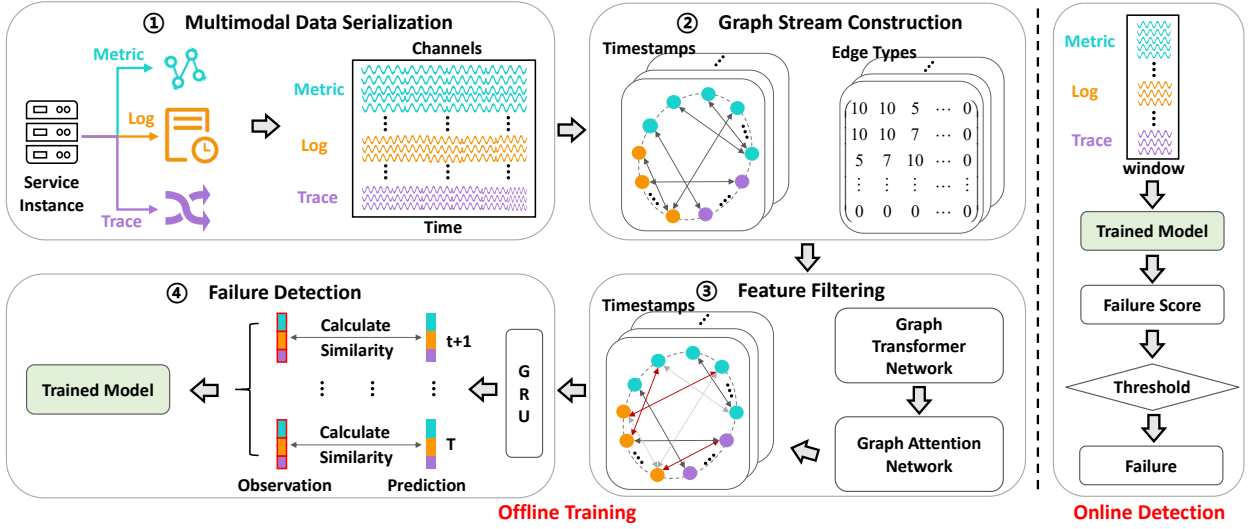 ① Multimodal Data Serialization
Metric
Log
Trace
Service
Instance
Channels
Metric
Log
Trace
Time
② Graph Stream Construction
Timestamps
Edge Types
10 10 5 ⋯ 0
10 10 7 ⋯ 0
5 7 10 ⋯ 0
⋮ ⋮ ⋮ ⋮
0 0 0 ⋯ 0
③ Feature Filtering
Timestamps
Graph
Transformer
Network
Graph Attention
Network
④ Failure Detection
Calculate
Similarity
t+1
Calculate
Similarity
T
Observation
Prediction
G
R
U
Trained Model
Offline Training
Metric
Log
Trace
window
Trained Model
Failure Score
Threshold
Failure
Online Detection